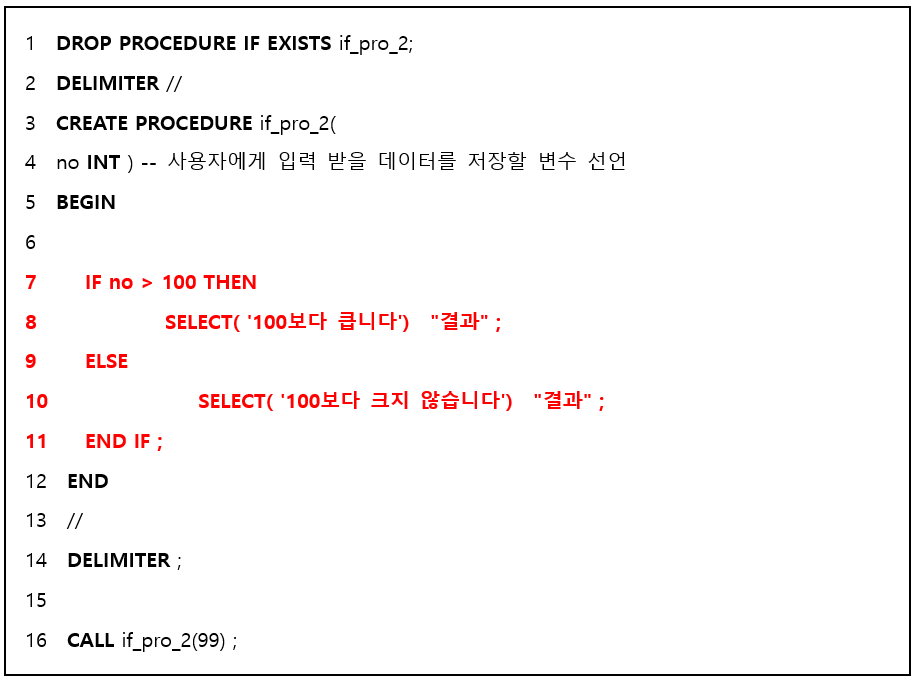 1 DROP PROCEDURE IF EXISTS if_pro_2;
2 DELIMITER //
3 CREATE PROCEDURE if_pro_2(
4 no INT ) -- 사용자에게 입력 받을 데이터를 저장할 변수 선언
5 BEGIN
6
7 IF no > 100 THEN
8 SELECT( '100보다 큽니다') "결과" ;
9 ELSE
10 SELECT( '100보다 크지 않습니다') "결과" ;
11 END IF ;
12 END
13 //
14 DELIMITER ;
15
16 CALL if_pro_2(99) ;